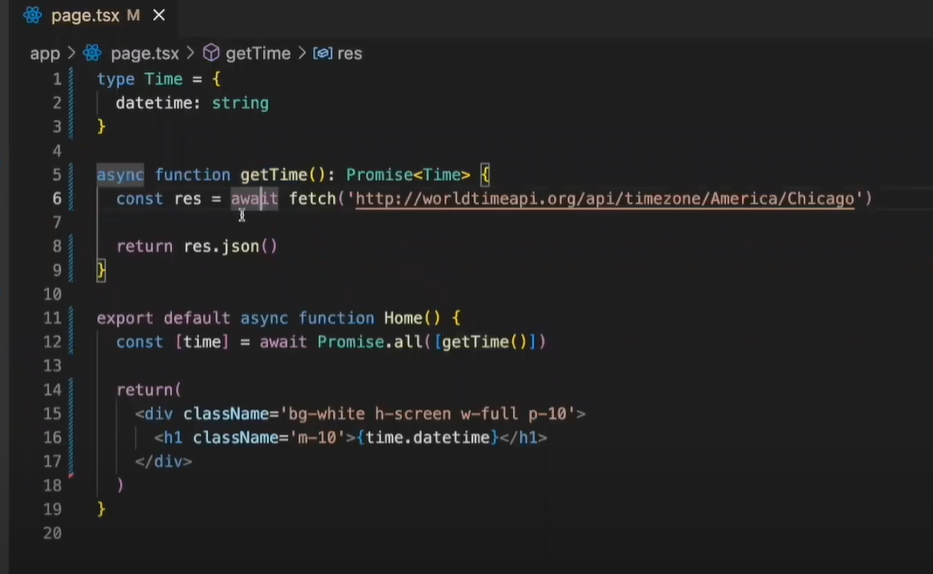 page.tsx M
app > page.tsx > getTime > res
1 type Time = {
2 datetime: string
3 }
4
5 async function getTime(): Promise<Time> {
6 const res = await fetch('http://worldtimeapi.org/api/timezone/America/Chicago')
7
8 return res.json()
9 }
10
11 export default async function Home() {
12 const [time] = await Promise.all([getTime()])
13
14 return(
15 <div className='bg-white h-screen w-full p-10'>
16 <h1 className='m-10'>{time.datetime}</h1>
17 </div>
18 )
19 }
20